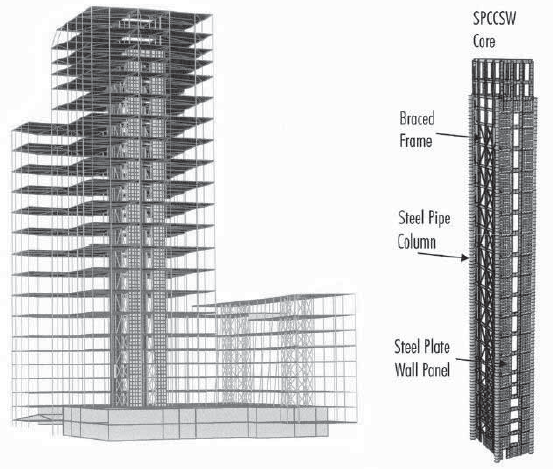 SPCCSW
Core
Braced
Frame
Steel Pipe
Column
Steel Plate
Wall Panel